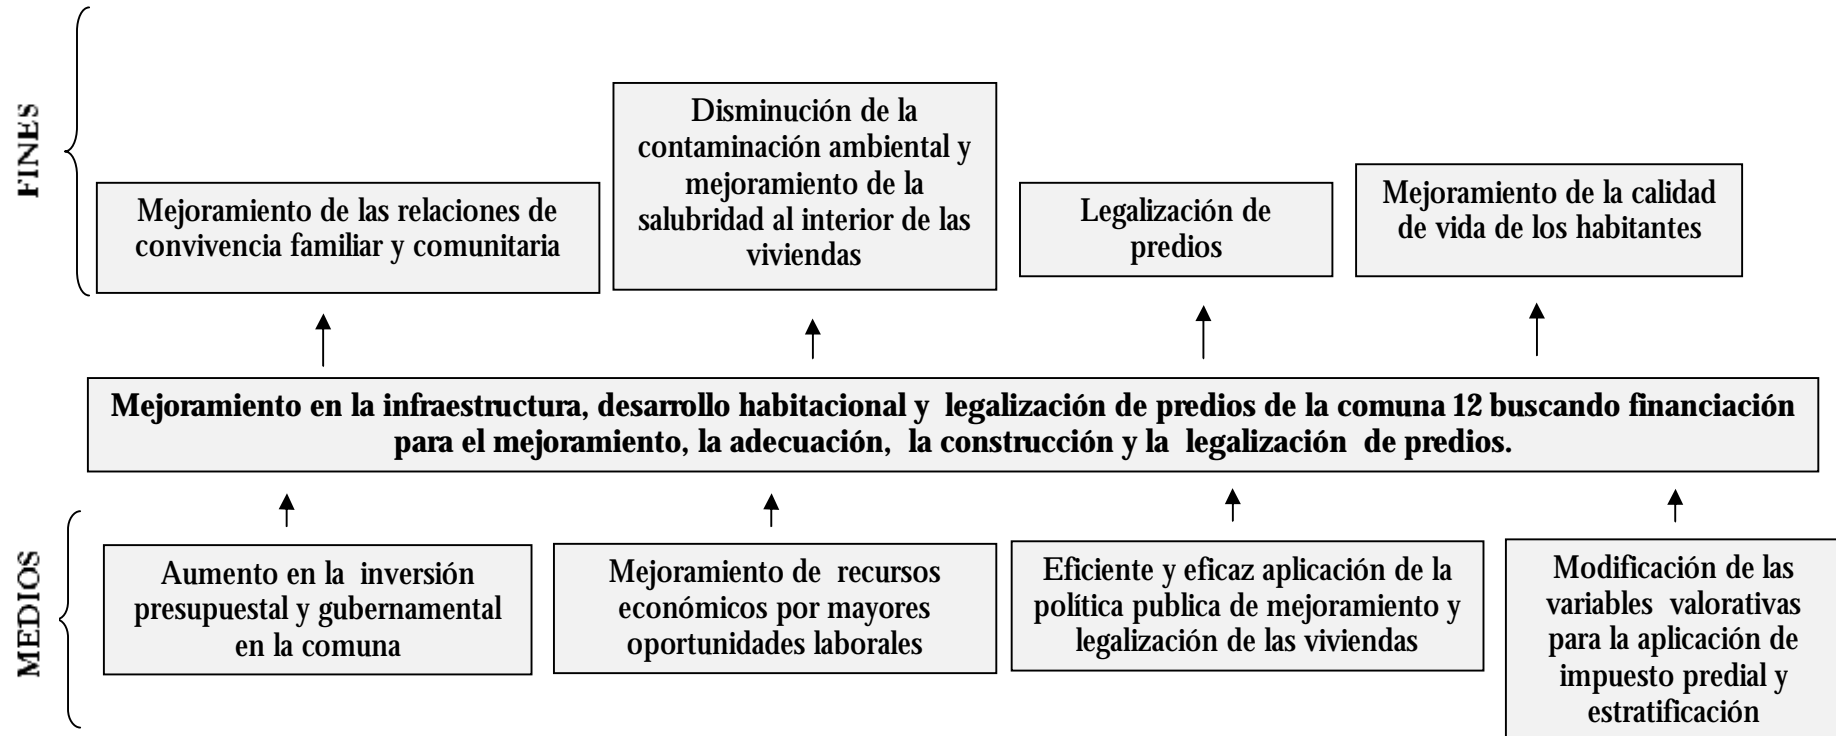 FINES
Mejoramiento de las relaciones de
convivencia familiar y comunitaria
Disminución de la
contaminación ambiental y
mejoramiento de la
salubridad al interior de las
viviendas
Legalización de
predios
Mejoramiento de la calidad
de vida de los habitantes
Mejoramiento en la infraestructura, desarrollo habitacional y legalización de predios de la comuna 12 buscando financiación
para el mejoramiento, la adecuación, la construcción y la legalización de predios.
MEDIOS
Aumento en la inversión
presupuestal y gubernamental
en la comuna
Mejoramiento de recursos
económicos por mayores
oportunidades laborales
Eficiente y eficaz aplicación de la
política publica de mejoramiento y
legalización de las viviendas
Modificación de las
variables valorativas
para la aplicación de
impuesto predial y
estratificación